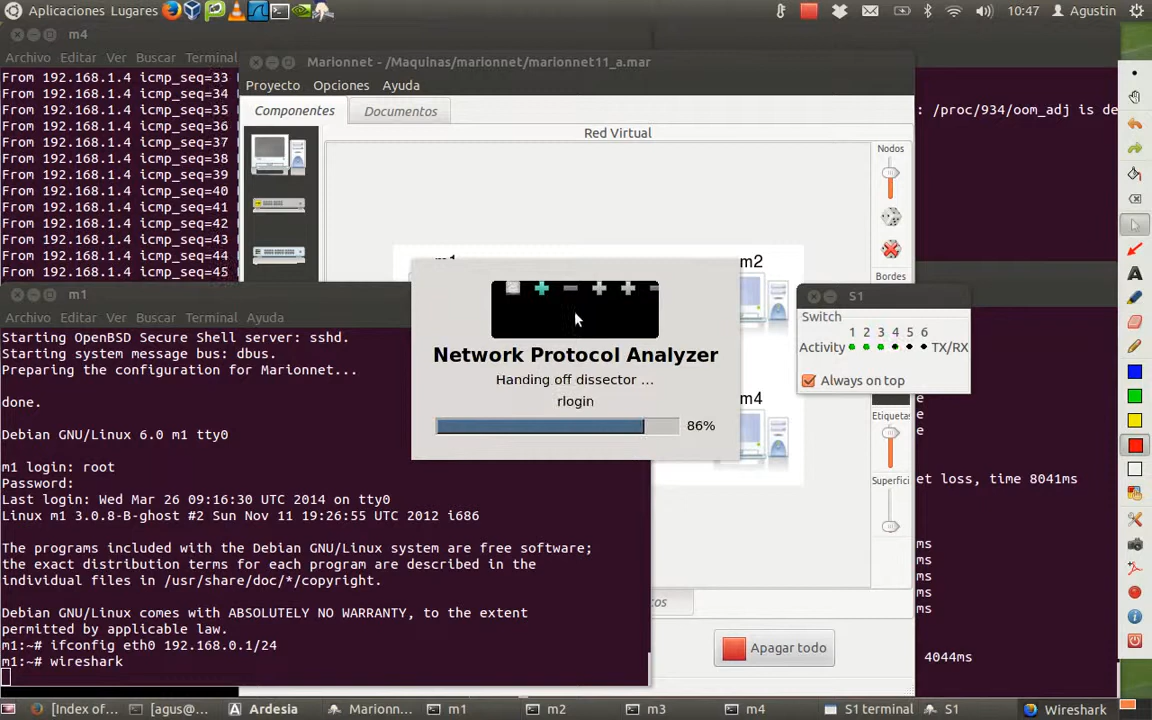 Aplicaciones Lugares
10:47
Agustin
m4
Archivo Editar Ver Buscar Terminal
From 192.168.1.4 icmp_seq=33
From 192.168.1.4 icmp_seq=34
From 192.168.1.4 icmp_seq=35
From 192.168.1.4 icmp_seq=36
From 192.168.1.4 icmp_seq=37
From 192.168.1.4 icmp_seq=38
From 192.168.1.4 icmp_seq=39
From 192.168.1.4 icmp_seq=40
From 192.168.1.4 icmp_seq=41
From 192.168.1.4 icmp_seq=42
From 192.168.1.4 icmp_seq=43
From 192.168.1.4 icmp_seq=44
From 192.168.1.4 icmp_seq=45
Marionnet - /Maquinas/marionnet/marionnet11_a.mar
Proyecto Opciones Ayuda
Componentes Documentos
Red Virtual
Nodos
Bordes
Etiquetas
Superfici
m1
m2
m4
Apagar todo
: /proc/934/oom_adj is de
e
e
e
et loss, time 8041ms
ms
ms
ms
ms
ms
4044ms
Network Protocol Analyzer
Handing off dissector ...
rlogin
86%
S1
Switch
1 2 3 4 5 6
Activity TX/RX
Always on top
m1
Archivo Editar Ver Buscar Terminal Ayuda
Starting OpenBSD Secure Shell server: sshd.
Starting system message bus: dbus.
Preparing the configuration for Marionnet...
done.
Debian GNU/Linux 6.0 m1 tty0
m1 login: root
Password:
Last login: Wed Mar 26 09:16:30 UTC 2014 on tty0
Linux m1 3.0.8-B-ghost #2 Sun Nov 11 19:26:55 UTC 2012 i686
The programs included with the Debian GNU/Linux system are free software;
the exact distribution terms for each program are described in the
individual files in /usr/share/doc/*/copyright.
Debian GNU/Linux comes with ABSOLUTELY NO WARRANTY, to the extent
permitted by applicable law.
m1:~# ifconfig eth0 192.168.0.1/24
m1:~# wireshark
[Index of... [agus@... Ardesia Marionn... m1 m2 m3 m4 S1 terminal S1 Wireshark